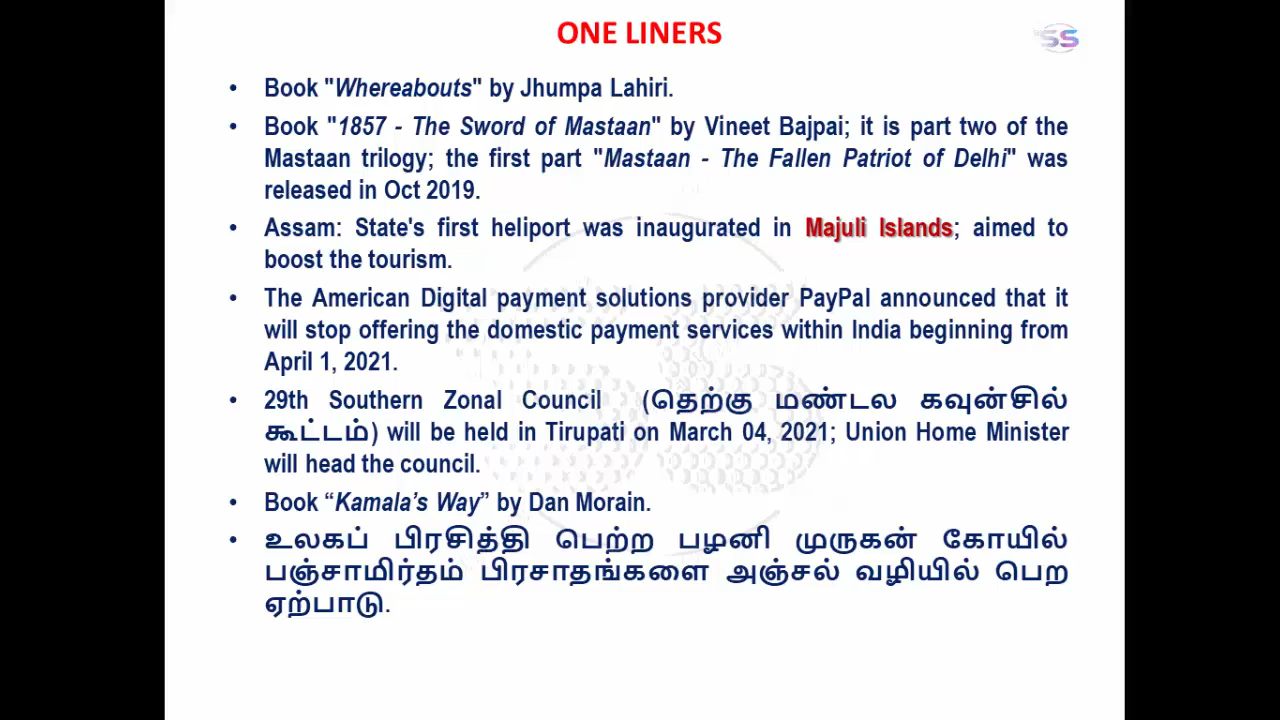 ONE LINERS
SS
• Book "Whereabouts" by Jhumpa Lahiri.
• Book "1857 - The Sword of Mastaan" by Vineet Bajpai; it is part two of the
Mastaan trilogy; the first part "Mastaan - The Fallen Patriot of Delhi" was
released in Oct 2019.
• Assam: State's first heliport was inaugurated in Majuli Islands; aimed to
boost the tourism.
• The American Digital payment solutions provider PayPal announced that it
will stop offering the domestic payment services within India beginning from
April 1, 2021.
• 29th Southern Zonal Council (தெற்கு மண்டல கவுன்சில்
கூட்டம்) will be held in Tirupati on March 04, 2021; Union Home Minister
will head the council.
• Book “Kamala’s Way” by Dan Morain.
• உலகப் பிரசித்தி பெற்ற பழனி முருகன் கோயில்
பஞ்சாமிர்தம் பிரசாதங்களை அஞ்சல் வழியில் பெற
ஏற்பாடு.